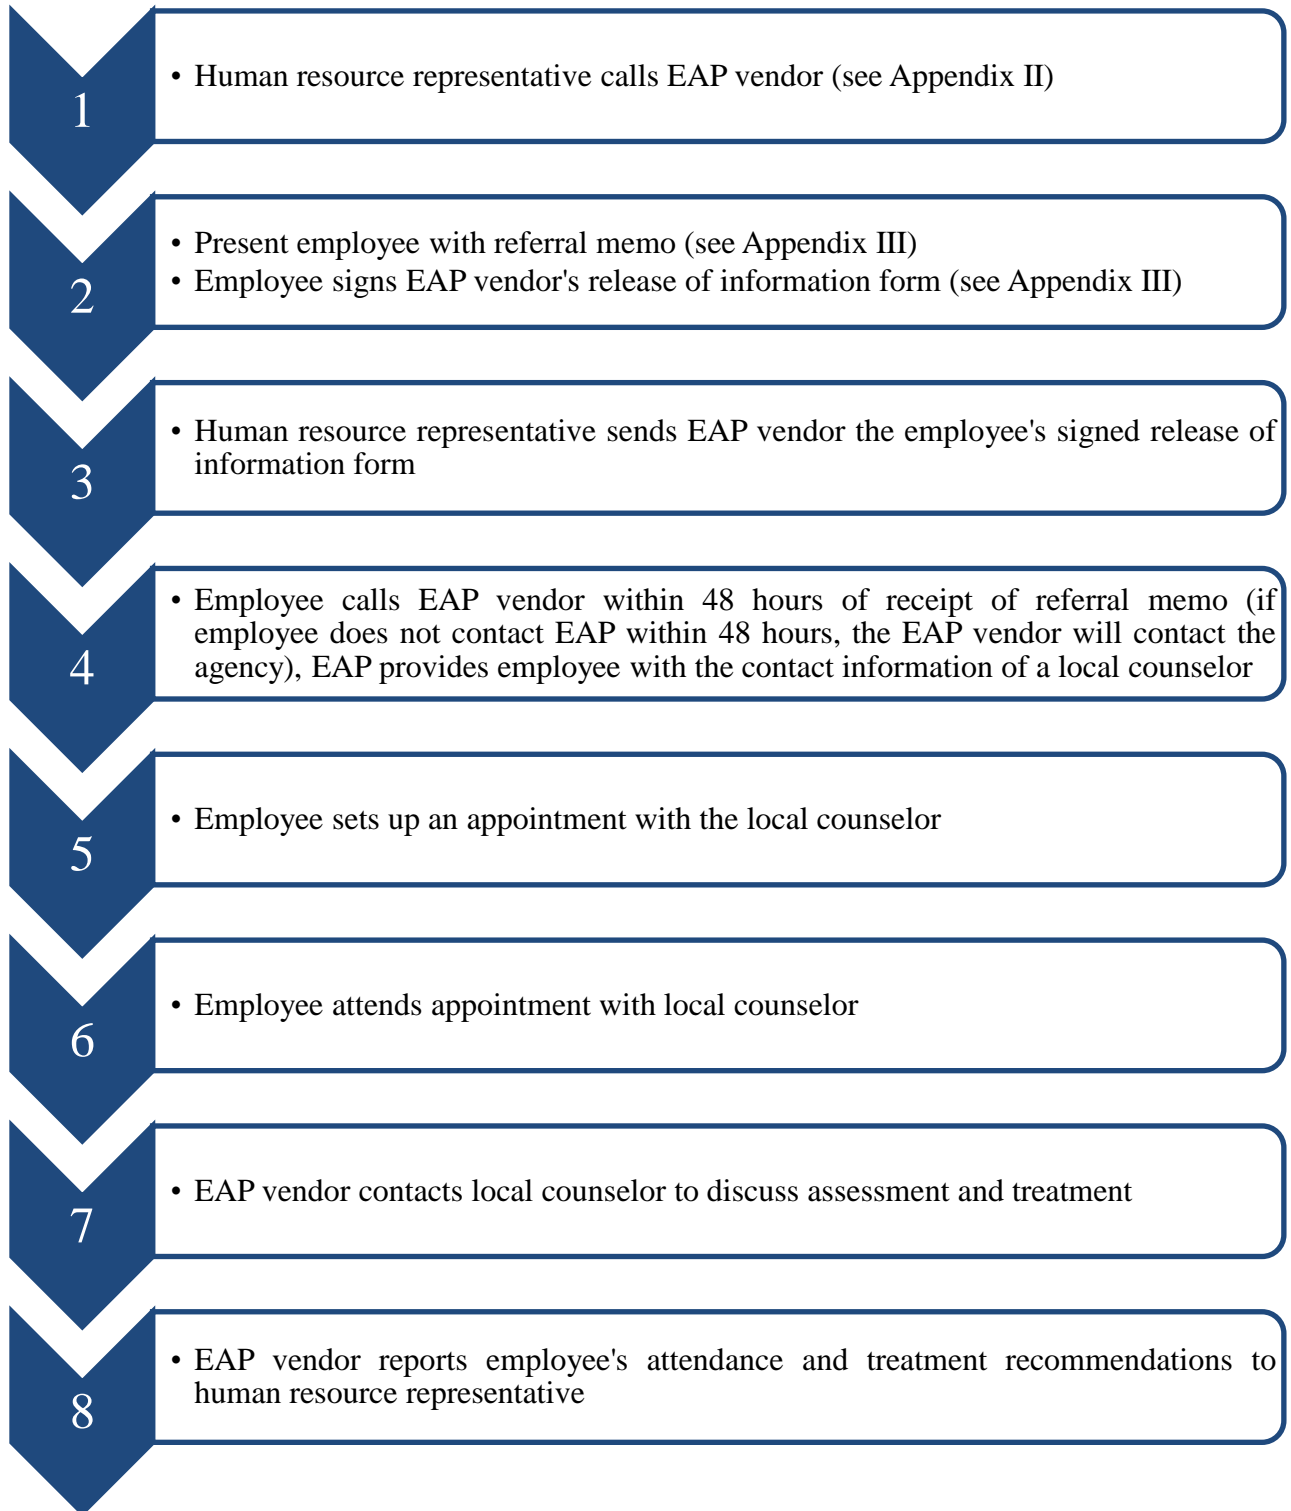 1
• Human resource representative calls EAP vendor (see Appendix II)
2
• Present employee with referral memo (see Appendix III)
• Employee signs EAP vendor's release of information form (see Appendix III)
3
• Human resource representative sends EAP vendor the employee's signed release of
information form
4
• Employee calls EAP vendor within 48 hours of receipt of referral memo (if
employee does not contact EAP within 48 hours, the EAP vendor will contact the
agency), EAP provides employee with the contact information of a local counselor
5
• Employee sets up an appointment with the local counselor
6
• Employee attends appointment with local counselor
7
• EAP vendor contacts local counselor to discuss assessment and treatment
8
• EAP vendor reports employee's attendance and treatment recommendations to
human resource representative